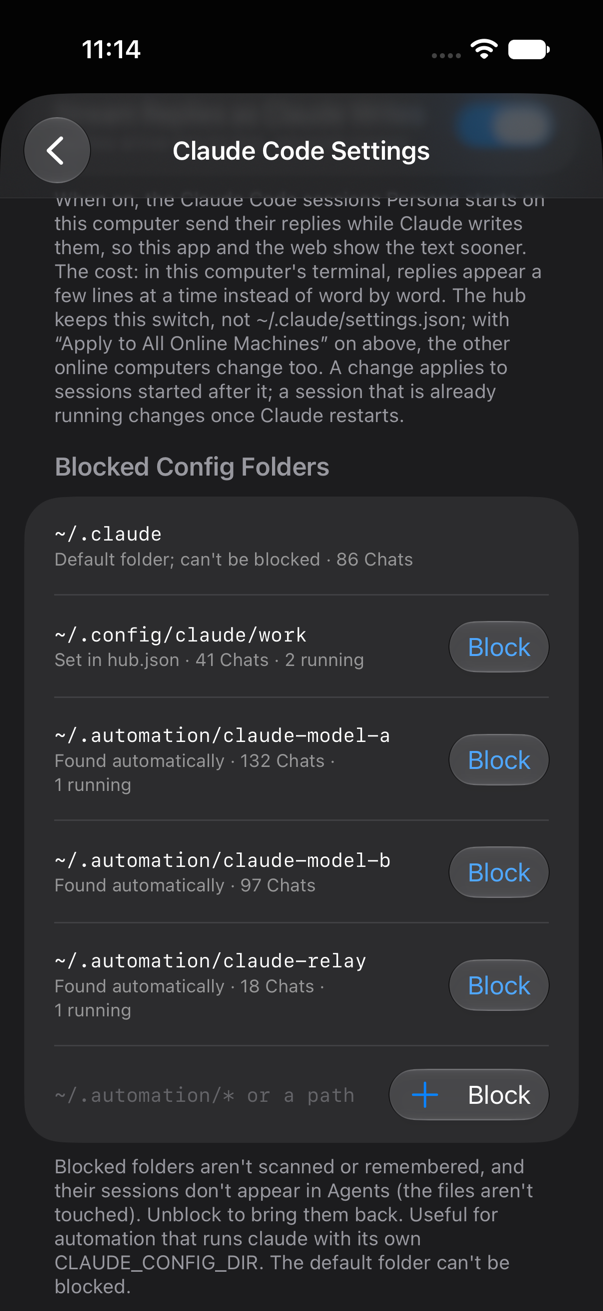 11:14
Claude Code Settings
When on, the Claude Code sessions Persona starts on
this computer send their replies while Claude writes
them, so this app and the web show the text sooner.
The cost: in this computer's terminal, replies appear a
few lines at a time instead of word by word. The hub
keeps this switch, not ~/.claude/settings.json; with
“Apply to All Online Machines” on above, the other
online computers change too. A change applies to
sessions started after it; a session that is already
running changes once Claude restarts.
Blocked Config Folders
~/.claude
Default folder; can't be blocked · 86 Chats
~/.config/claude/work
Set in hub.json · 41 Chats · 2 running
Block
~/.automation/claude-model-a
Found automatically · 132 Chats ·
1 running
Block
~/.automation/claude-model-b
Found automatically · 97 Chats
Block
~/.automation/claude-relay
Found automatically · 18 Chats ·
1 running
Block
~/.automation/* or a path
+ Block
Blocked folders aren't scanned or remembered, and
their sessions don't appear in Agents (the files aren't
touched). Unblock to bring them back. Useful for
automation that runs claude with its own
CLAUDE_CONFIG_DIR. The default folder can't be
blocked.